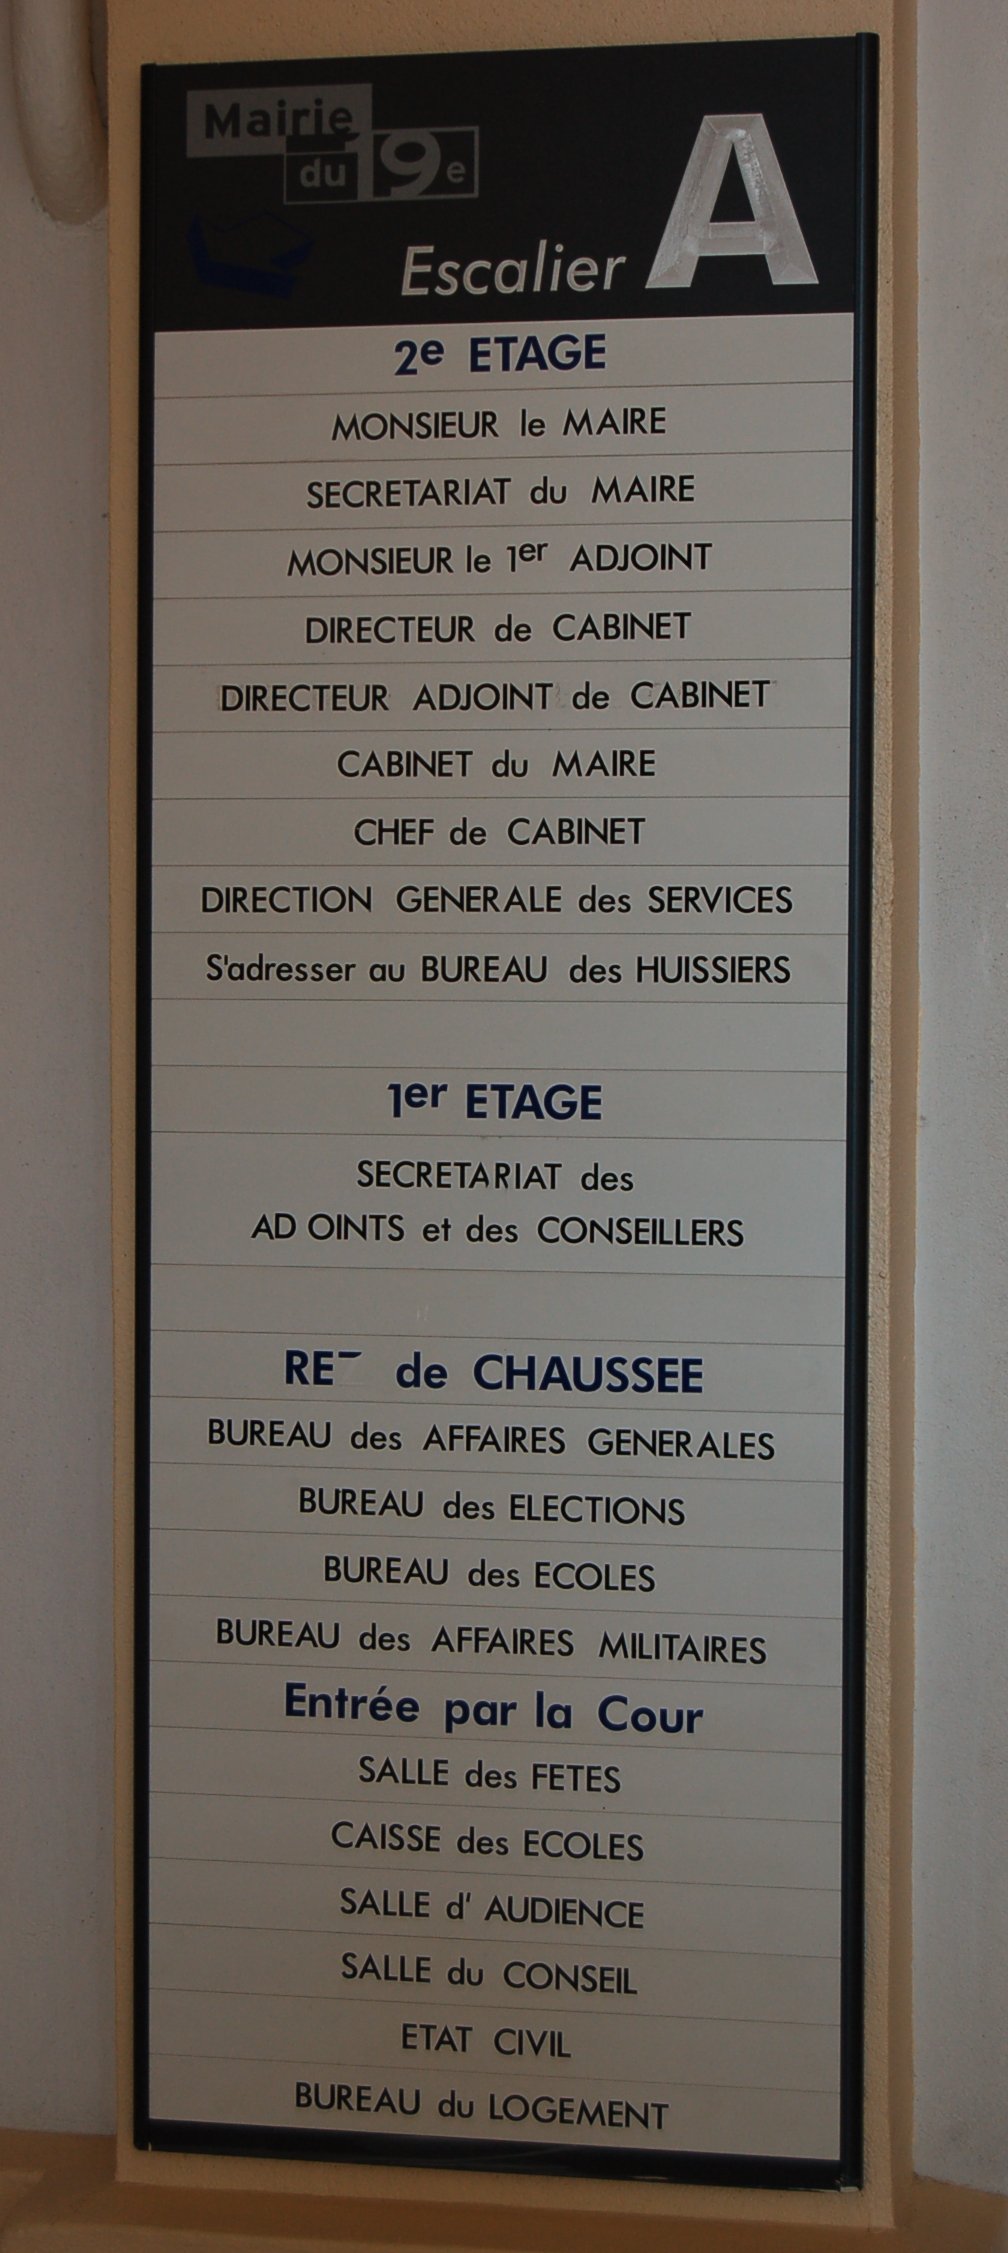 Mairie
du 19e
Escalier A
2e ETAGE
MONSIEUR le MAIRE
SECRETARIAT du MAIRE
MONSIEUR le 1er ADJOINT
DIRECTEUR de CABINET
DIRECTEUR ADJOINT de CABINET
CABINET du MAIRE
CHEF de CABINET
DIRECTION GENERALE des SERVICES
S'adresser au BUREAU des HUISSIERS
1er ETAGE
SECRETARIAT des
AD OINTS et des CONSEILLERS
RE de CHAUSSEE
BUREAU des AFFAIRES GENERALES
BUREAU des ELECTIONS
BUREAU des ECOLES
BUREAU des AFFAIRES MILITAIRES
Entrée par la Cour
SALLE des FETES
CAISSE des ECOLES
SALLE d' AUDIENCE
SALLE du CONSEIL
ETAT CIVIL
BUREAU du LOGEMENT